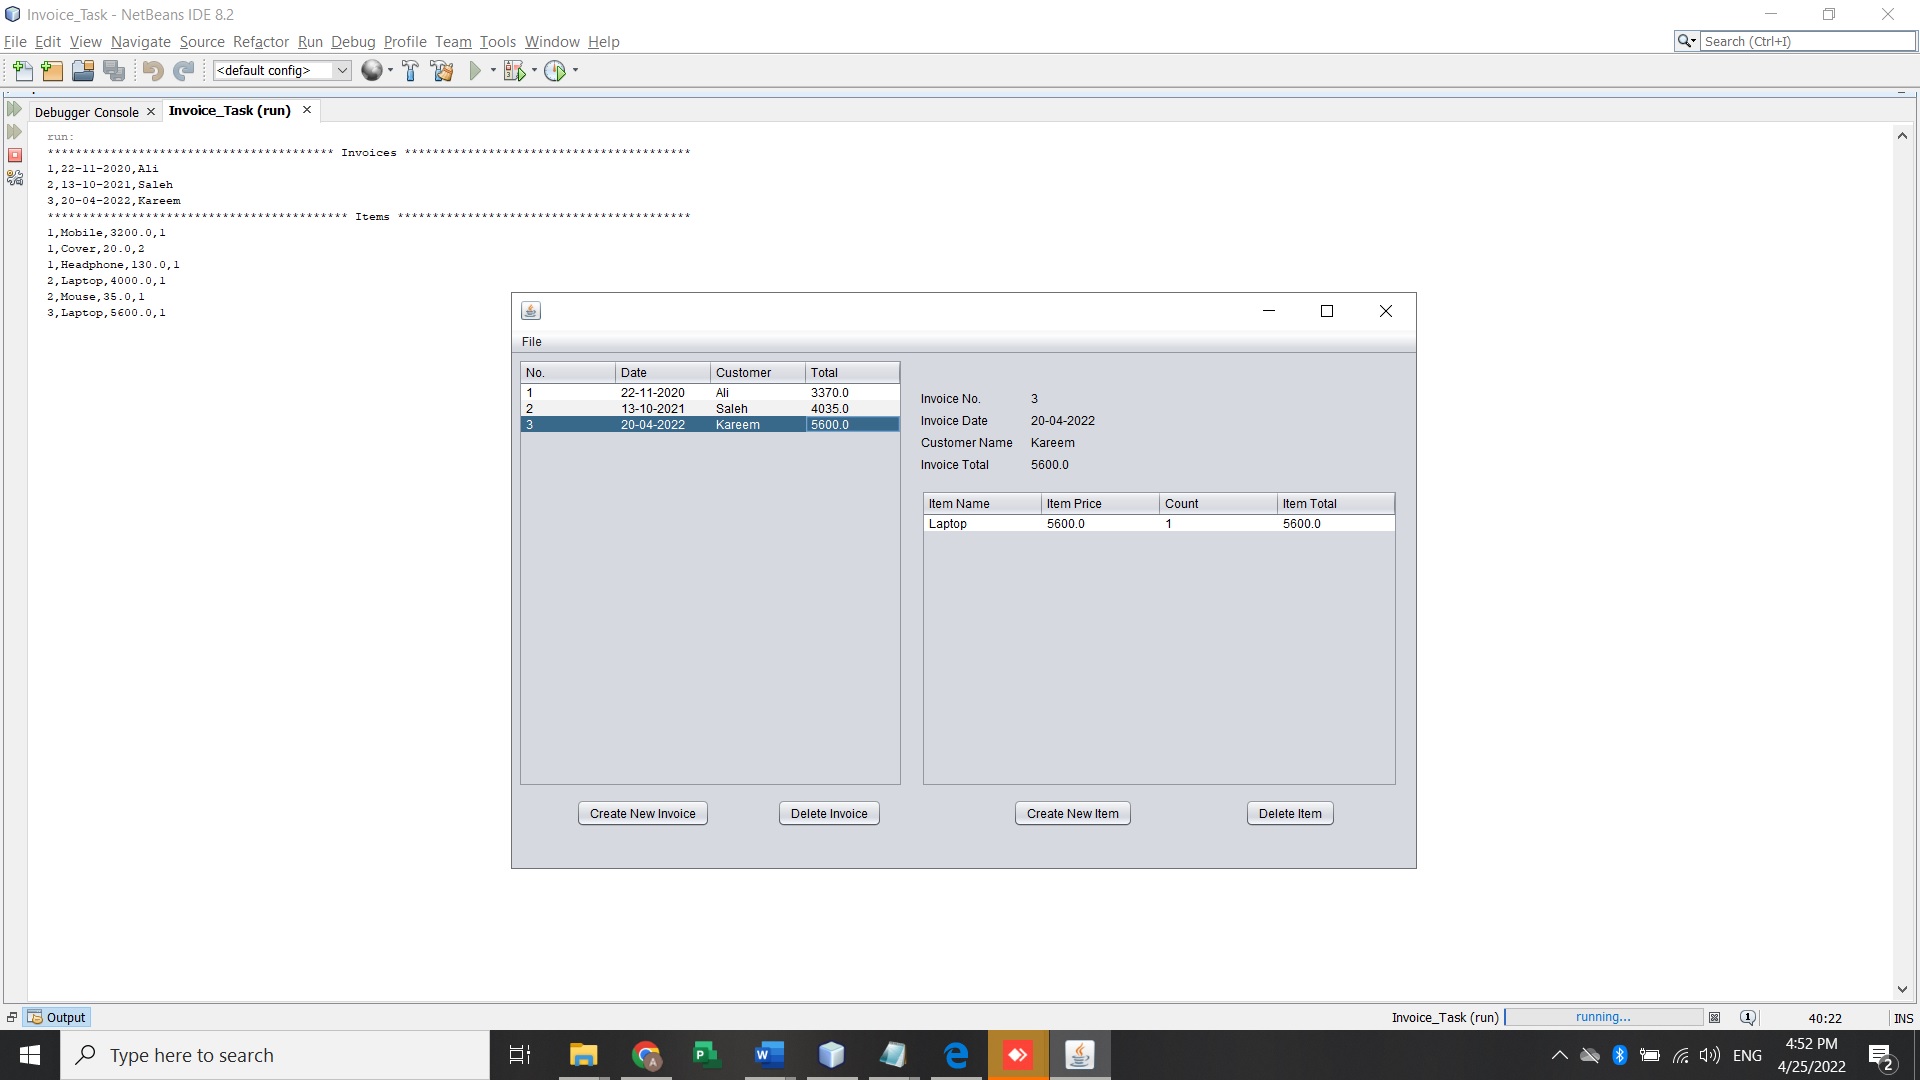 Invoice_Task - NetBeans IDE 8.2
File Edit View Navigate Source Refactor Run Debug Profile Team Tools Window Help
Search (Ctrl+I)
<default config>
Debugger Console
Invoice_Task (run)
run:
***************************************** Invoices *****************************************
1,22-11-2020,Ali
2,13-10-2021,Saleh
3,20-04-2022,Kareem
******************************************* Items ******************************************
1,Mobile,3200.0,1
1,Cover,20.0,2
1,Headphone,130.0,1
2,Laptop,4000.0,1
2,Mouse,35.0,1
3,Laptop,5600.0,1
File
No. Date Customer Total
1 22-11-2020 Ali 3370.0
2 13-10-2021 Saleh 4035.0
3 20-04-2022 Kareem 5600.0
Invoice No. 3
Invoice Date 20-04-2022
Customer Name Kareem
Invoice Total 5600.0
Item Name Item Price Count Item Total
Laptop 5600.0 1 5600.0
Create New Invoice Delete Invoice Create New Item Delete Item
Output
Invoice_Task (run) running... 1 40:22 INS
Type here to search
ENG
4:52 PM
4/25/2022
2